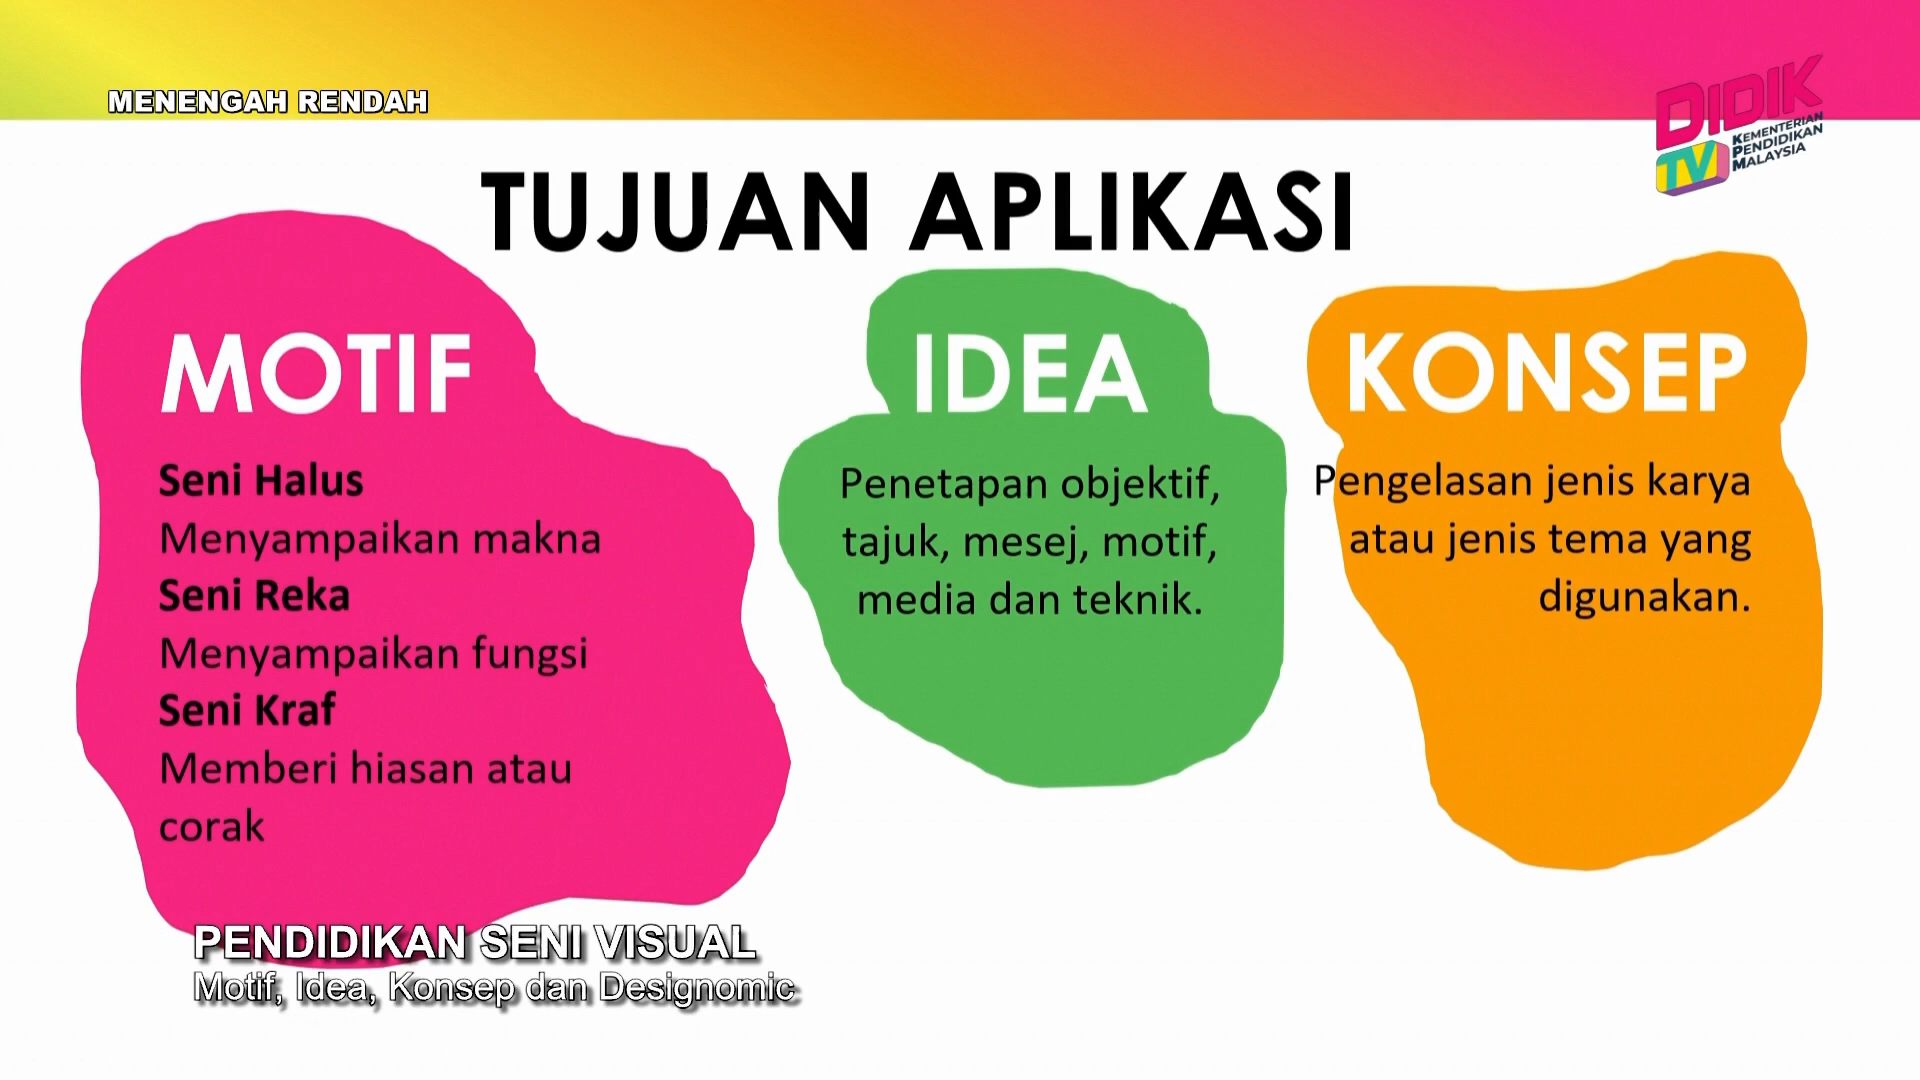 MENENGAH RENDAH
DIDIK
TV
KEMENTERIAN
PENDIDIKAN
MALAYSIA
TUJUAN APLIKASI
MOTIF
Seni Halus
Menyampaikan makna
Seni Reka
Menyampaikan fungsi
Seni Kraf
Memberi hiasan atau
corak
IDEA
Penetapan objektif,
tajuk, mesej, motif,
media dan teknik.
KONSEP
Pengelasan jenis karya
atau jenis tema yang
digunakan.
PENDIDIKAN SENI VISUAL
Motif, Idea, Konsep dan Designomic